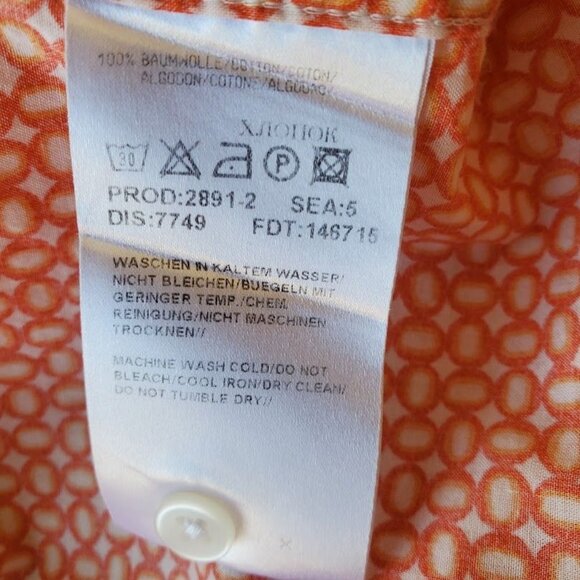 100% BAUMWOLLE/COTTON/COTON/
ALGODON/COTONE/ALGODAO/
ХЛОПОК
30 P
PROD:2891-2 SEA:5
DIS:7749 FDT:146715
WASCHEN IN KALTEM WASSER/
NICHT BLEICHEN/BUEGELN MIT
GERINGER TEMP./CHEM.
REINIGUNG/NICHT MASCHINEN
TROCKNEN//
MACHINE WASH COLD/DO NOT
BLEACH/COOL IRON/DRY CLEAN/
DO NOT TUMBLE DRY//